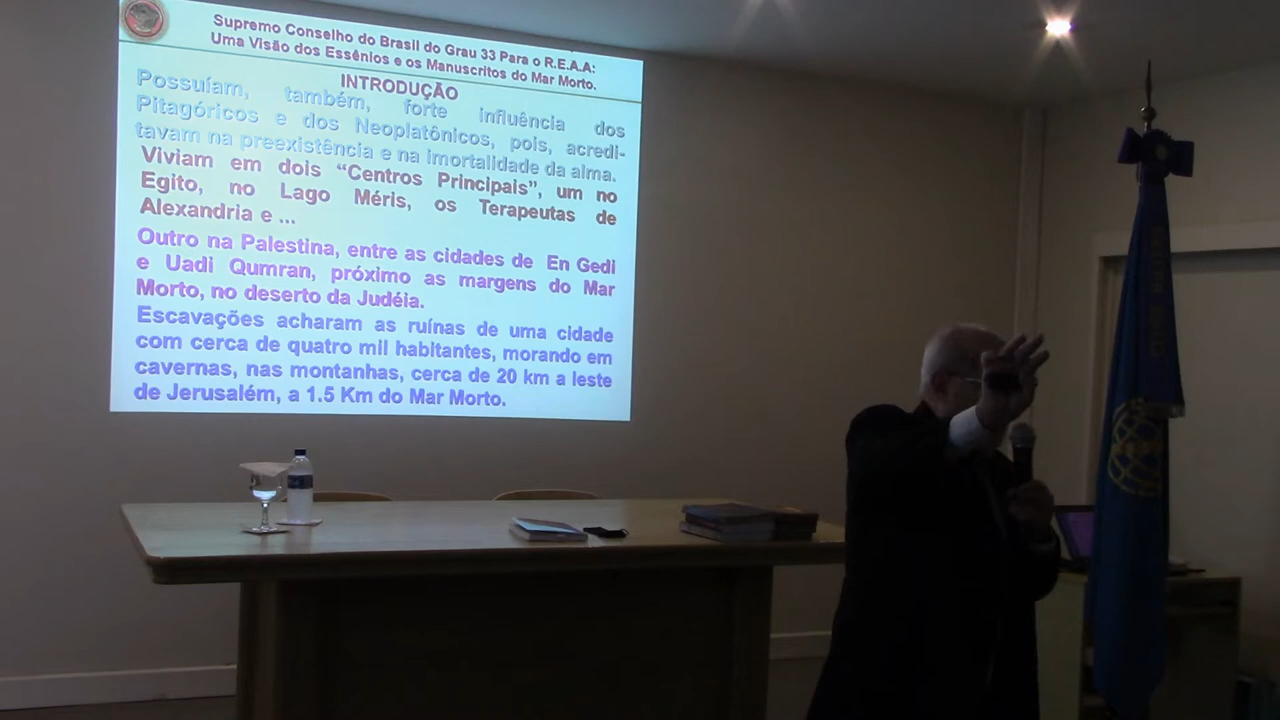 Supremo Conselho do Brasil do Grau 33 Para o R.E.A.A:
Uma Visão dos Essênios e os Manuscritos do Mar Morto.
INTRODUÇÃO
Possuíam, também, forte influência dos
Pitagóricos e dos Neoplatônicos, pois, acredi-
tavam na preexistência e na imortalidade da alma.
Viviam em dois “Centros Principais”, um no
Egito, no Lago Méris, os Terapeutas de
Alexandria e ...
Outro na Palestina, entre as cidades de En Gedi
e Uadi Qumran, próximo as margens do Mar
Morto, no deserto da Judéia.
Escavações acharam as ruínas de uma cidade
com cerca de quatro mil habitantes, morando em
cavernas, nas montanhas, cerca de 20 km a leste
de Jerusalém, a 1.5 Km do Mar Morto.